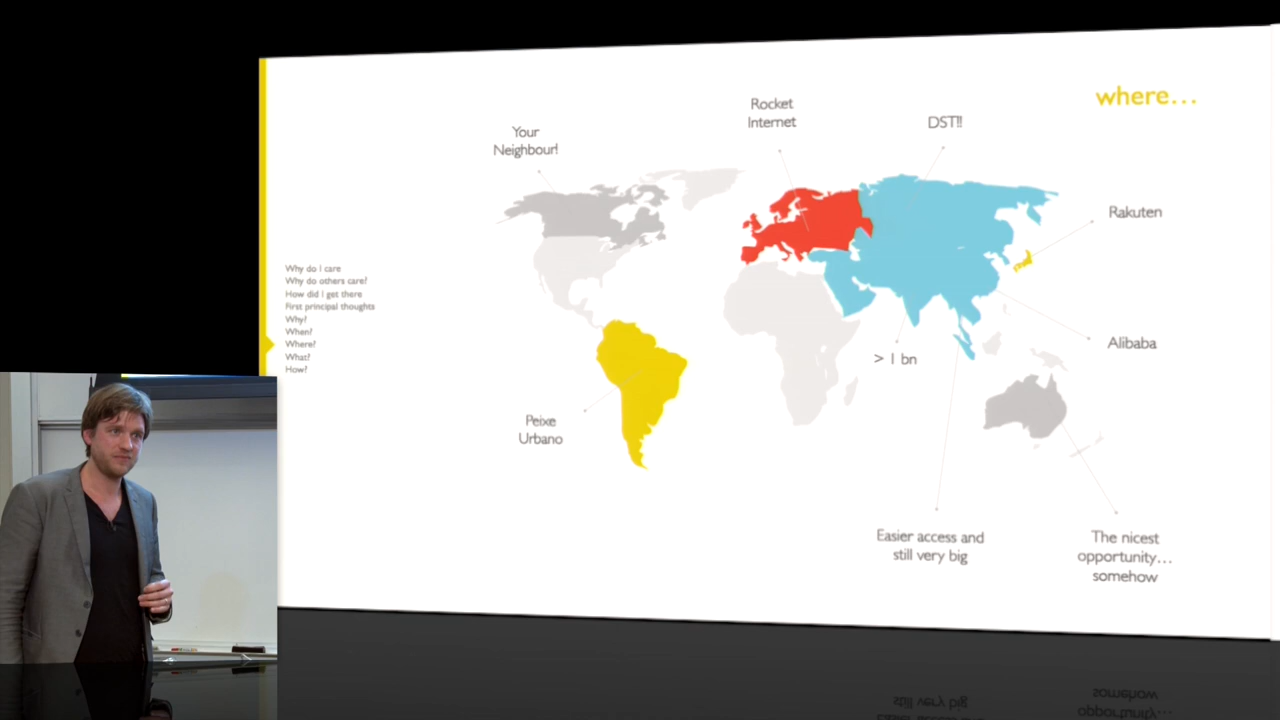 where...
Rocket
Internet
DST!!
Your
Neighbour!
Rakuten
Why do I care
Why do others care?
How did I get there
First principal thoughts
Why?
When?
Where?
What?
How?
Alibaba
> 1 bn
Peixe
Urbano
Easier access and
still very big
The nicest
opportunity...
somehow